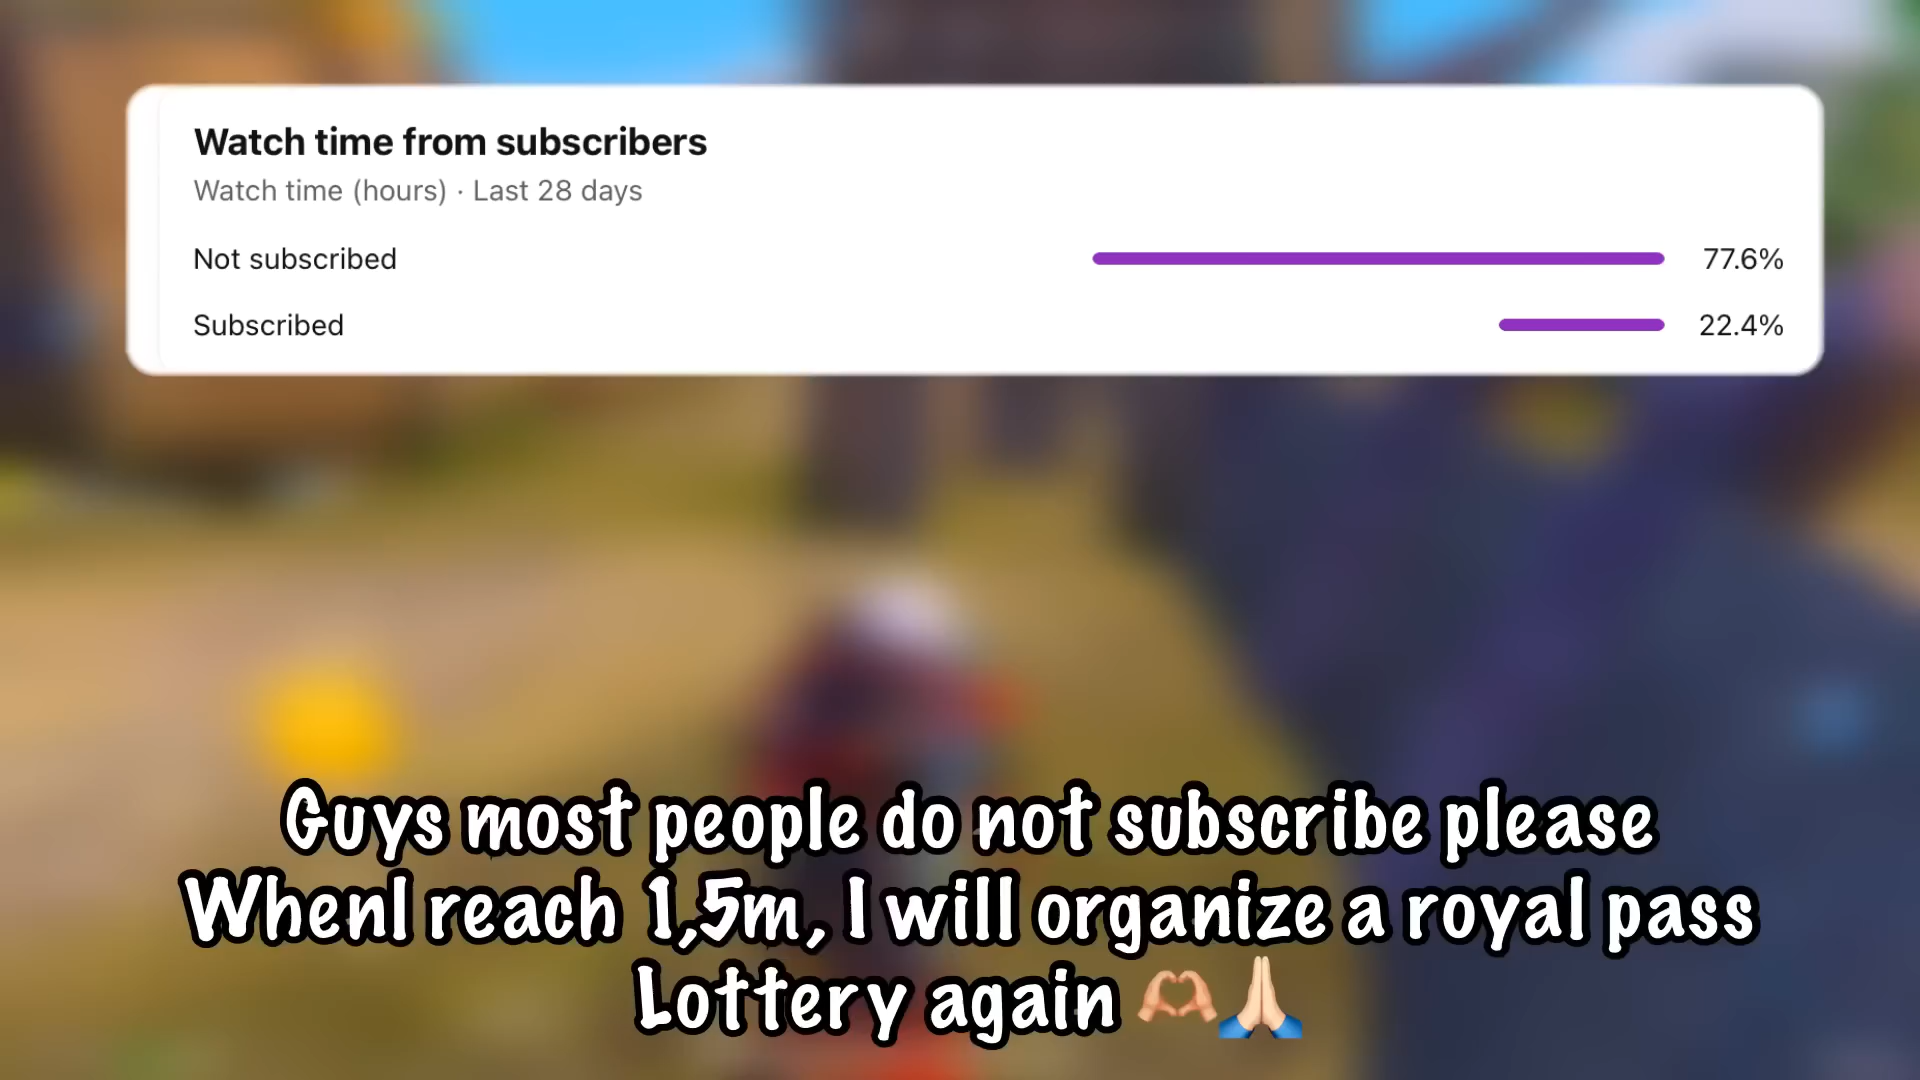 Watch time from subscribers
Watch time (hours) · Last 28 days
Not subscribed 77.6%
Subscribed 22.4%
Guys most people do not subscribe please
WhenI reach 1,5m, I will organize a royal pass
Lottery again 🫶🏻🙏🏻